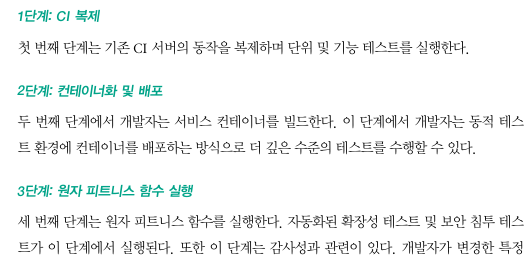 1단계: CI 복제
첫 번째 단계는 기존 CI 서버의 동작을 복제하며 단위 및 기능 테스트를 실행한다.
2단계: 컨테이너화 및 배포
두 번째 단계에서 개발자는 서비스 컨테이너를 빌드한다. 이 단계에서 개발자는 동적 테스
트 환경에 컨테이너를 배포하는 방식으로 더 깊은 수준의 테스트를 수행할 수 있다.
3단계: 원자 피트니스 함수 실행
세 번째 단계는 원자 피트니스 함수를 실행한다. 자동화된 확장성 테스트 및 보안 침투 테스
트가 이 단계에서 실행된다. 또한 이 단계는 감사성과 관련이 있다. 개발자가 변경한 특정